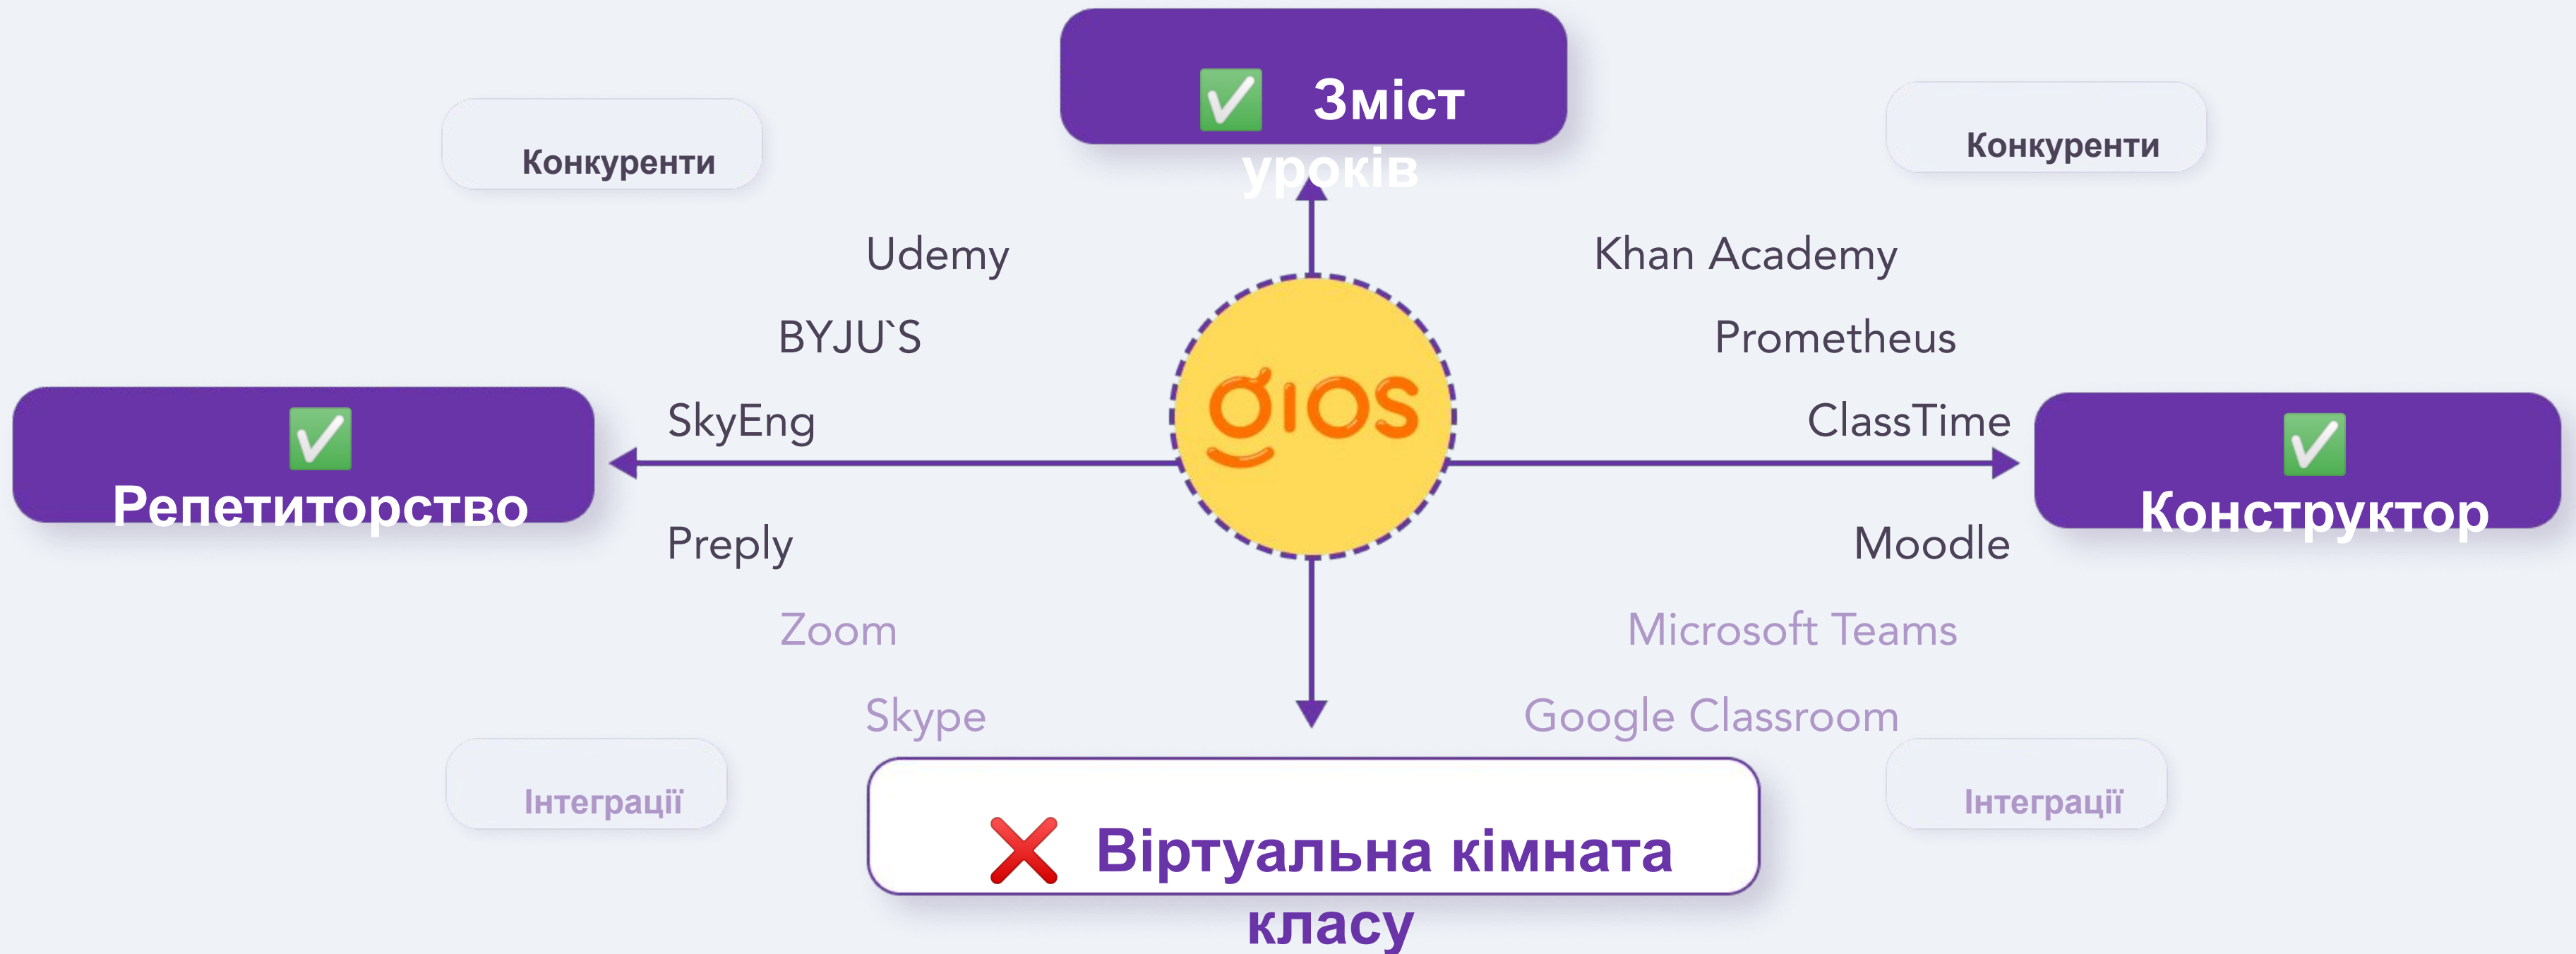 ✅ Зміст
уроків
Конкуренти
Конкуренти
Udemy
Khan Academy
BYJU`S
Prometheus
SkyEng
ClassTime
gios
✅
Репетиторство
✅
Конструктор
Preply
Moodle
Zoom
Microsoft Teams
Skype
Google Classroom
Інтеграції
Інтеграції
❌ Віртуальна кімната
класу